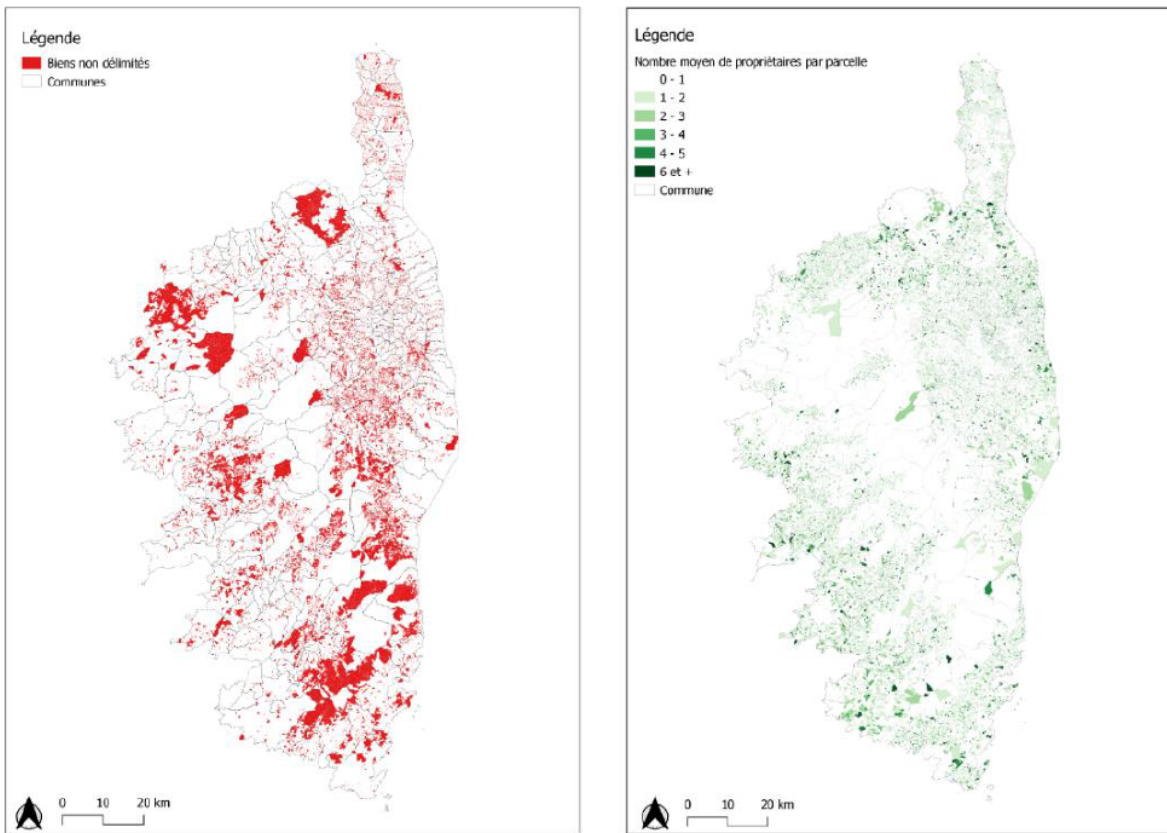 Légende
Biens non délimités
Communes
0 10 20 km
Légende
Nombre moyen de propriétaires par parcelle
0 - 1
1 - 2
2 - 3
3 - 4
4 - 5
6 et +
Commune
0 10 20 km